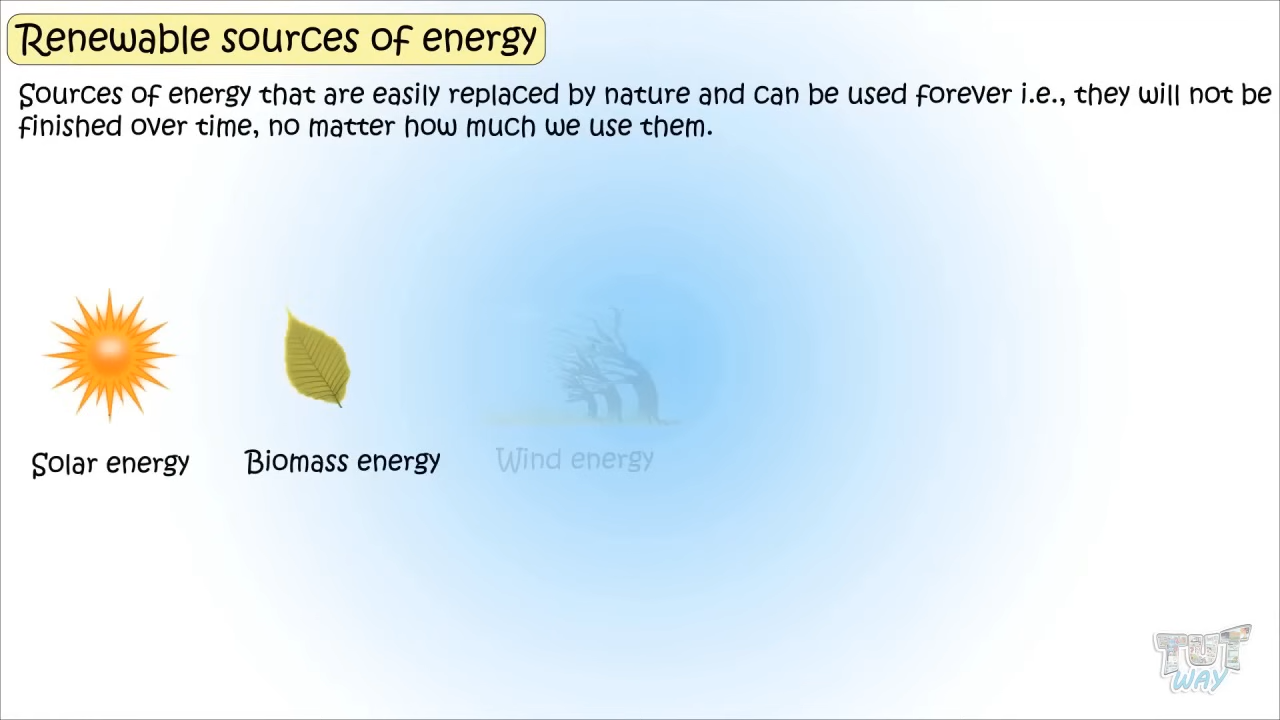 Renewable sources of energy
Sources of energy that are easily replaced by nature and can be used forever i.e., they will not be
finished over time, no matter how much we use them.
Solar energy
Biomass energy
Wind energy
TUT
WAY